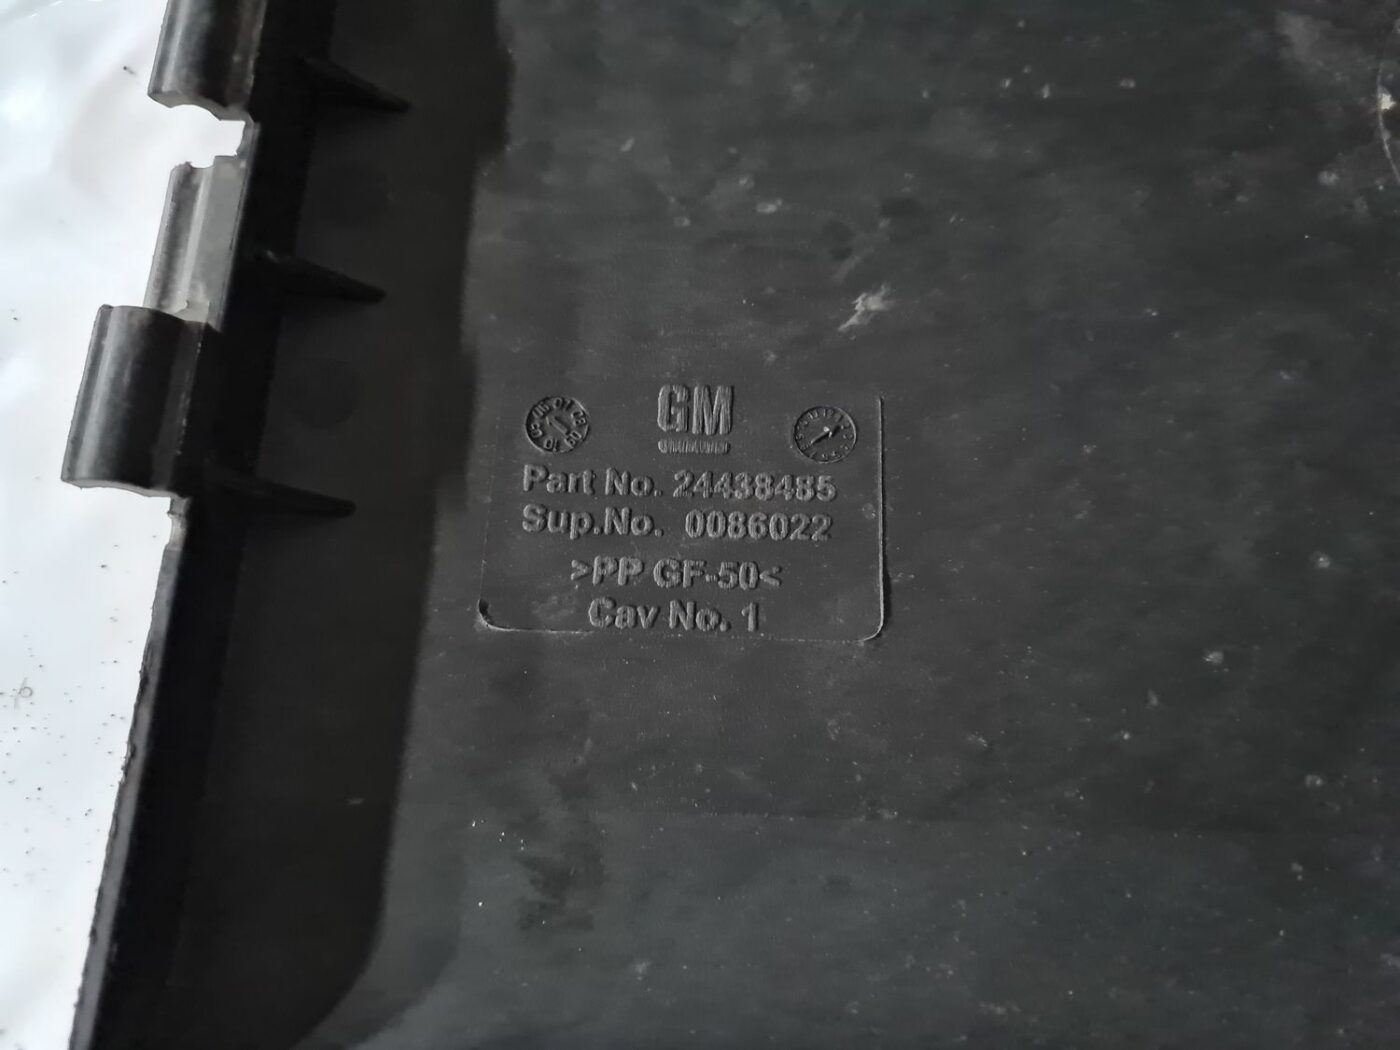 GM
Part No. 24438485
Sup.No. 0086022
>PP GF-50<
Cav No. 1